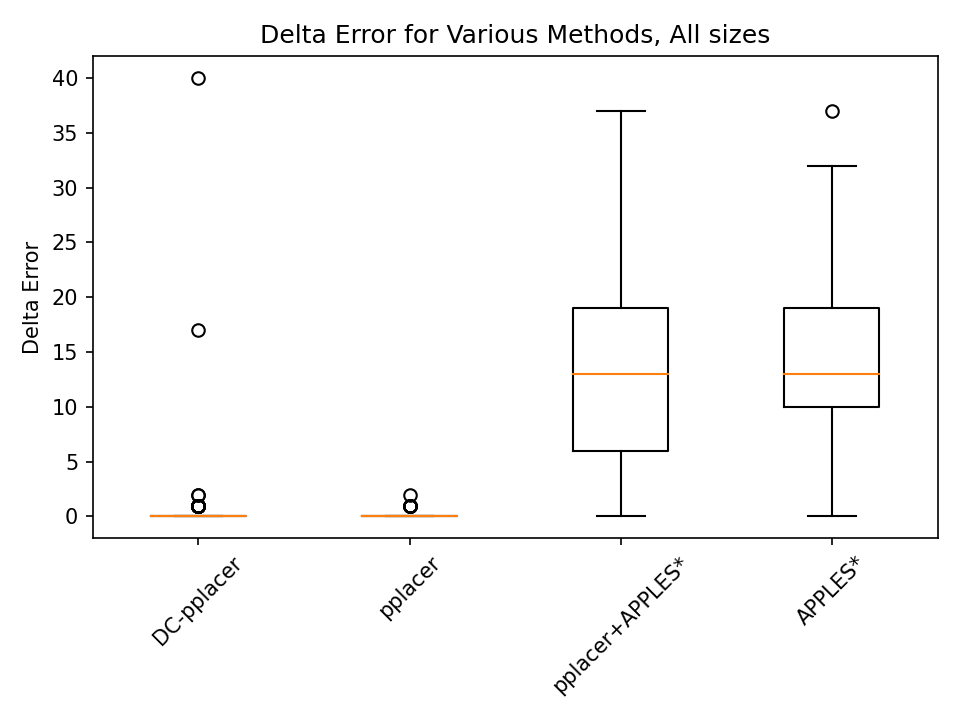 Delta Error for Various Methods, All sizes
Delta Error
40
35
30
25
20
15
10
5
0
DC-pplacer
pplacer
pplacer+APPLES*
APPLES*